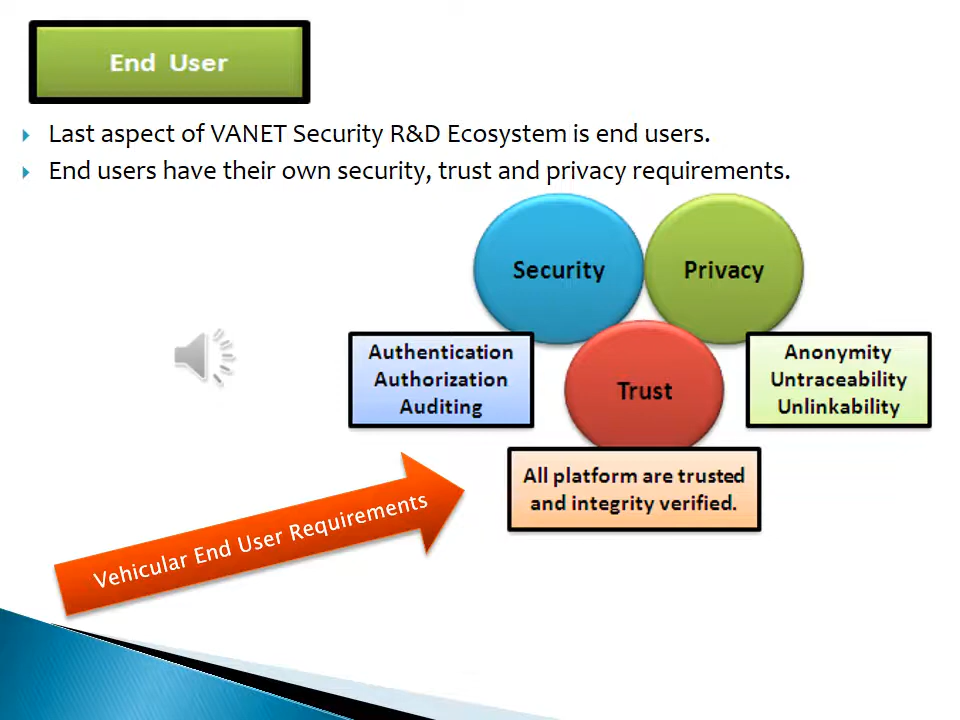 End User
Last aspect of VANET Security R&D Ecosystem is end users.
End users have their own security, trust and privacy requirements.
Security
Privacy
Authentication
Authorization
Auditing
Trust
Anonymity
Untraceability
Unlinkability
All platform are trusted
and integrity verified.
Vehicular End User Requirements